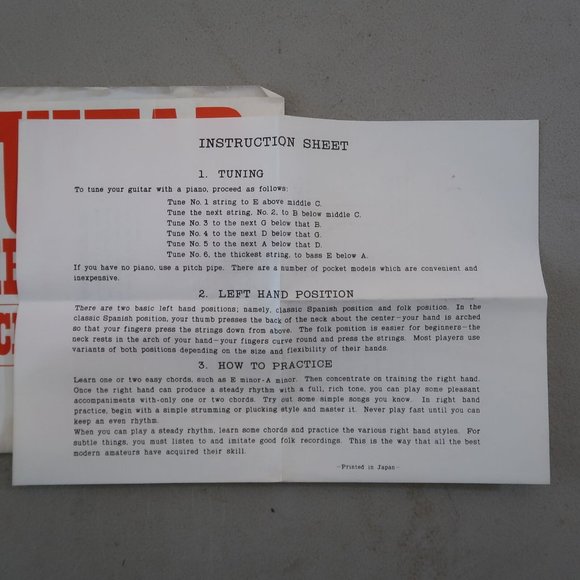 INSTRUCTION SHEET
1. TUNING
To tune your guitar with a piano, proceed as follows:
Tune No. 1 string to E above middle C.
Tune the next string, No. 2, to B below middle C.
Tune No. 3 to the next G below that B.
Tune No. 4 to the next D below that G.
Tune No. 5 to the next A below that D.
Tune No. 6, the thickest string, to bass E below A.
If you have no piano, use a pitch pipe. There are a number of pocket models which are convenient and
inexpensive.
2. LEFT HAND POSITION
There are two basic left hand positions; namely, classic Spanish position and folk position. In the
classic Spanish position, your thumb presses the back of the neck about the center—your hand is arched
so that your fingers press the strings down from above. The folk position is easier for beginners—the
neck rests in the arch of your hand—your fingers curve round and press the strings. Most players use
variants of both positions depending on the size and flexibility of their hands.
3. HOW TO PRACTICE
Learn one or two easy chords, such as E minor-A minor. Then concentrate on training the right hand.
Once the right hand can produce a steady rhythm with a full, rich tone, you can play some pleasant
accompaniments with-only one or two chords. Try out some simple songs you know. In right hand
practice, begin with a simple strumming or plucking style and master it. Never play fast until you can
keep an even rhythm.
When you can play a steady rhythm, learn some chords and practice the various right hand styles. For
subtle things, you must listen to and imitate good folk recordings. This is the way that all the best
modern amateurs have acquired their skill.
—Printed in Japan—